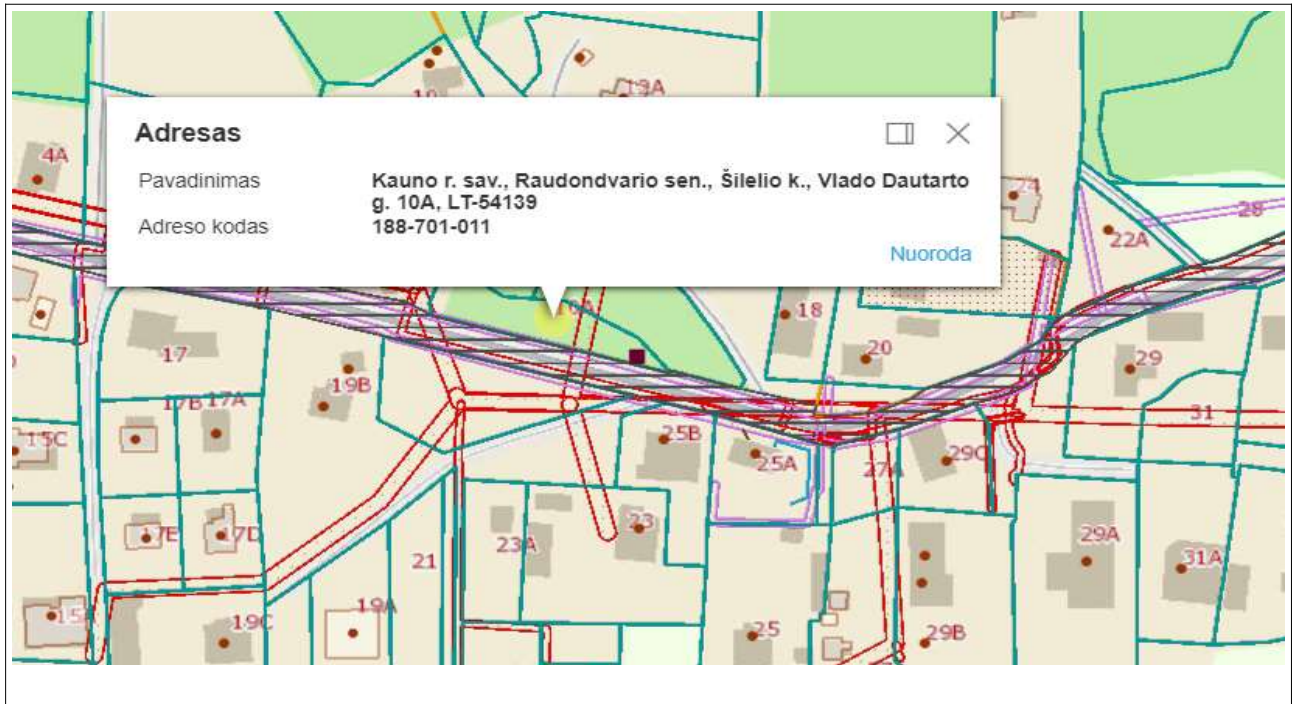 19A
4A
Adresas
Pavadinimas
Kauno r. sav., Raudondvario sen., Šilelio k., Vlado Dautarto
g. 10A, LT-54139
Adreso kodas
188-701-011
Nuoroda
24
28
22A
10A
18
17
20
29
19B
17B
17A
31
15C
25B
25A
29C
27A
17E
17D
23
23A
21
29A
31A
15
19C
19A
25
29B